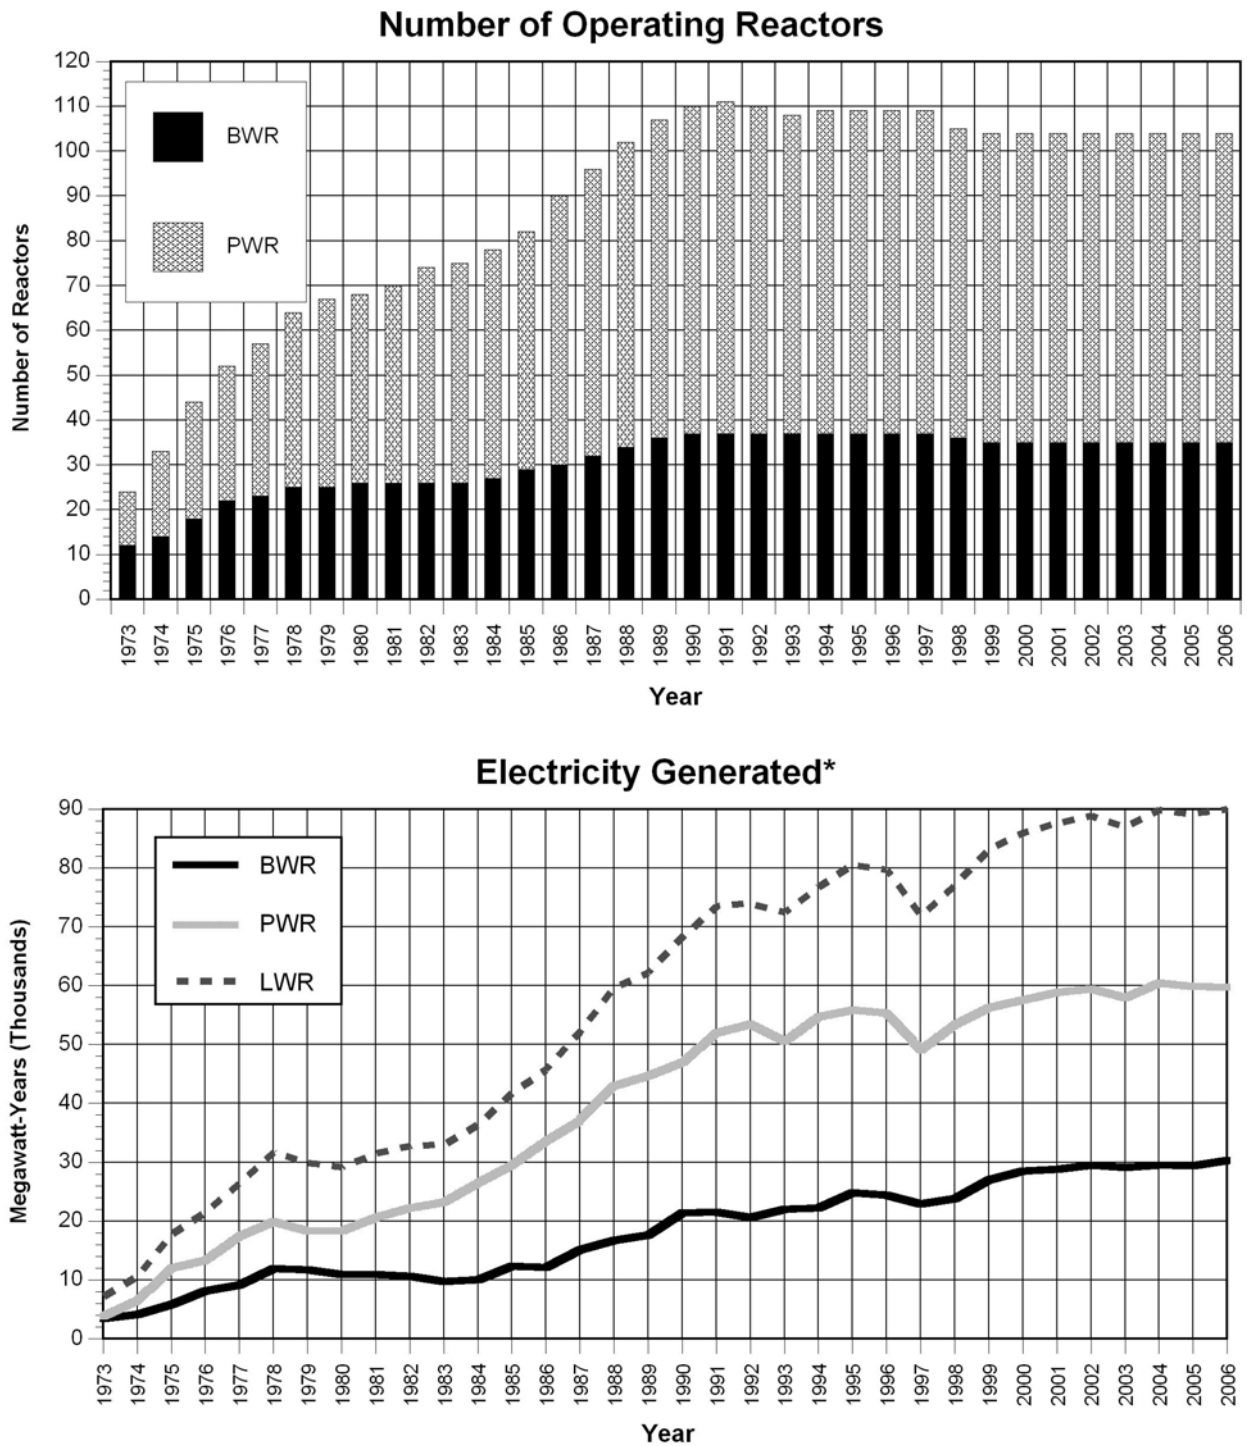 Number of Operating Reactors
120
110
100
90
80
70
60
50
40
30
20
10
0
Number of Reactors
BWR
PWR
1973 1974 1975 1976 1977 1978 1979 1980 1981 1982 1983 1984 1985 1986 1987 1988 1989 1990 1991 1992 1993 1994 1995 1996 1997 1998 1999 2000 2001 2002 2003 2004 2005 2006
Year
Electricity Generated*
90
80
70
60
50
40
30
20
10
0
Megawatt-Years (Thousands)
BWR
PWR
LWR
1973 1974 1975 1976 1977 1978 1979 1980 1981 1982 1983 1984 1985 1986 1987 1988 1989 1990 1991 1992 1993 1994 1995 1996 1997 1998 1999 2000 2001 2002 2003 2004 2005 2006
Year